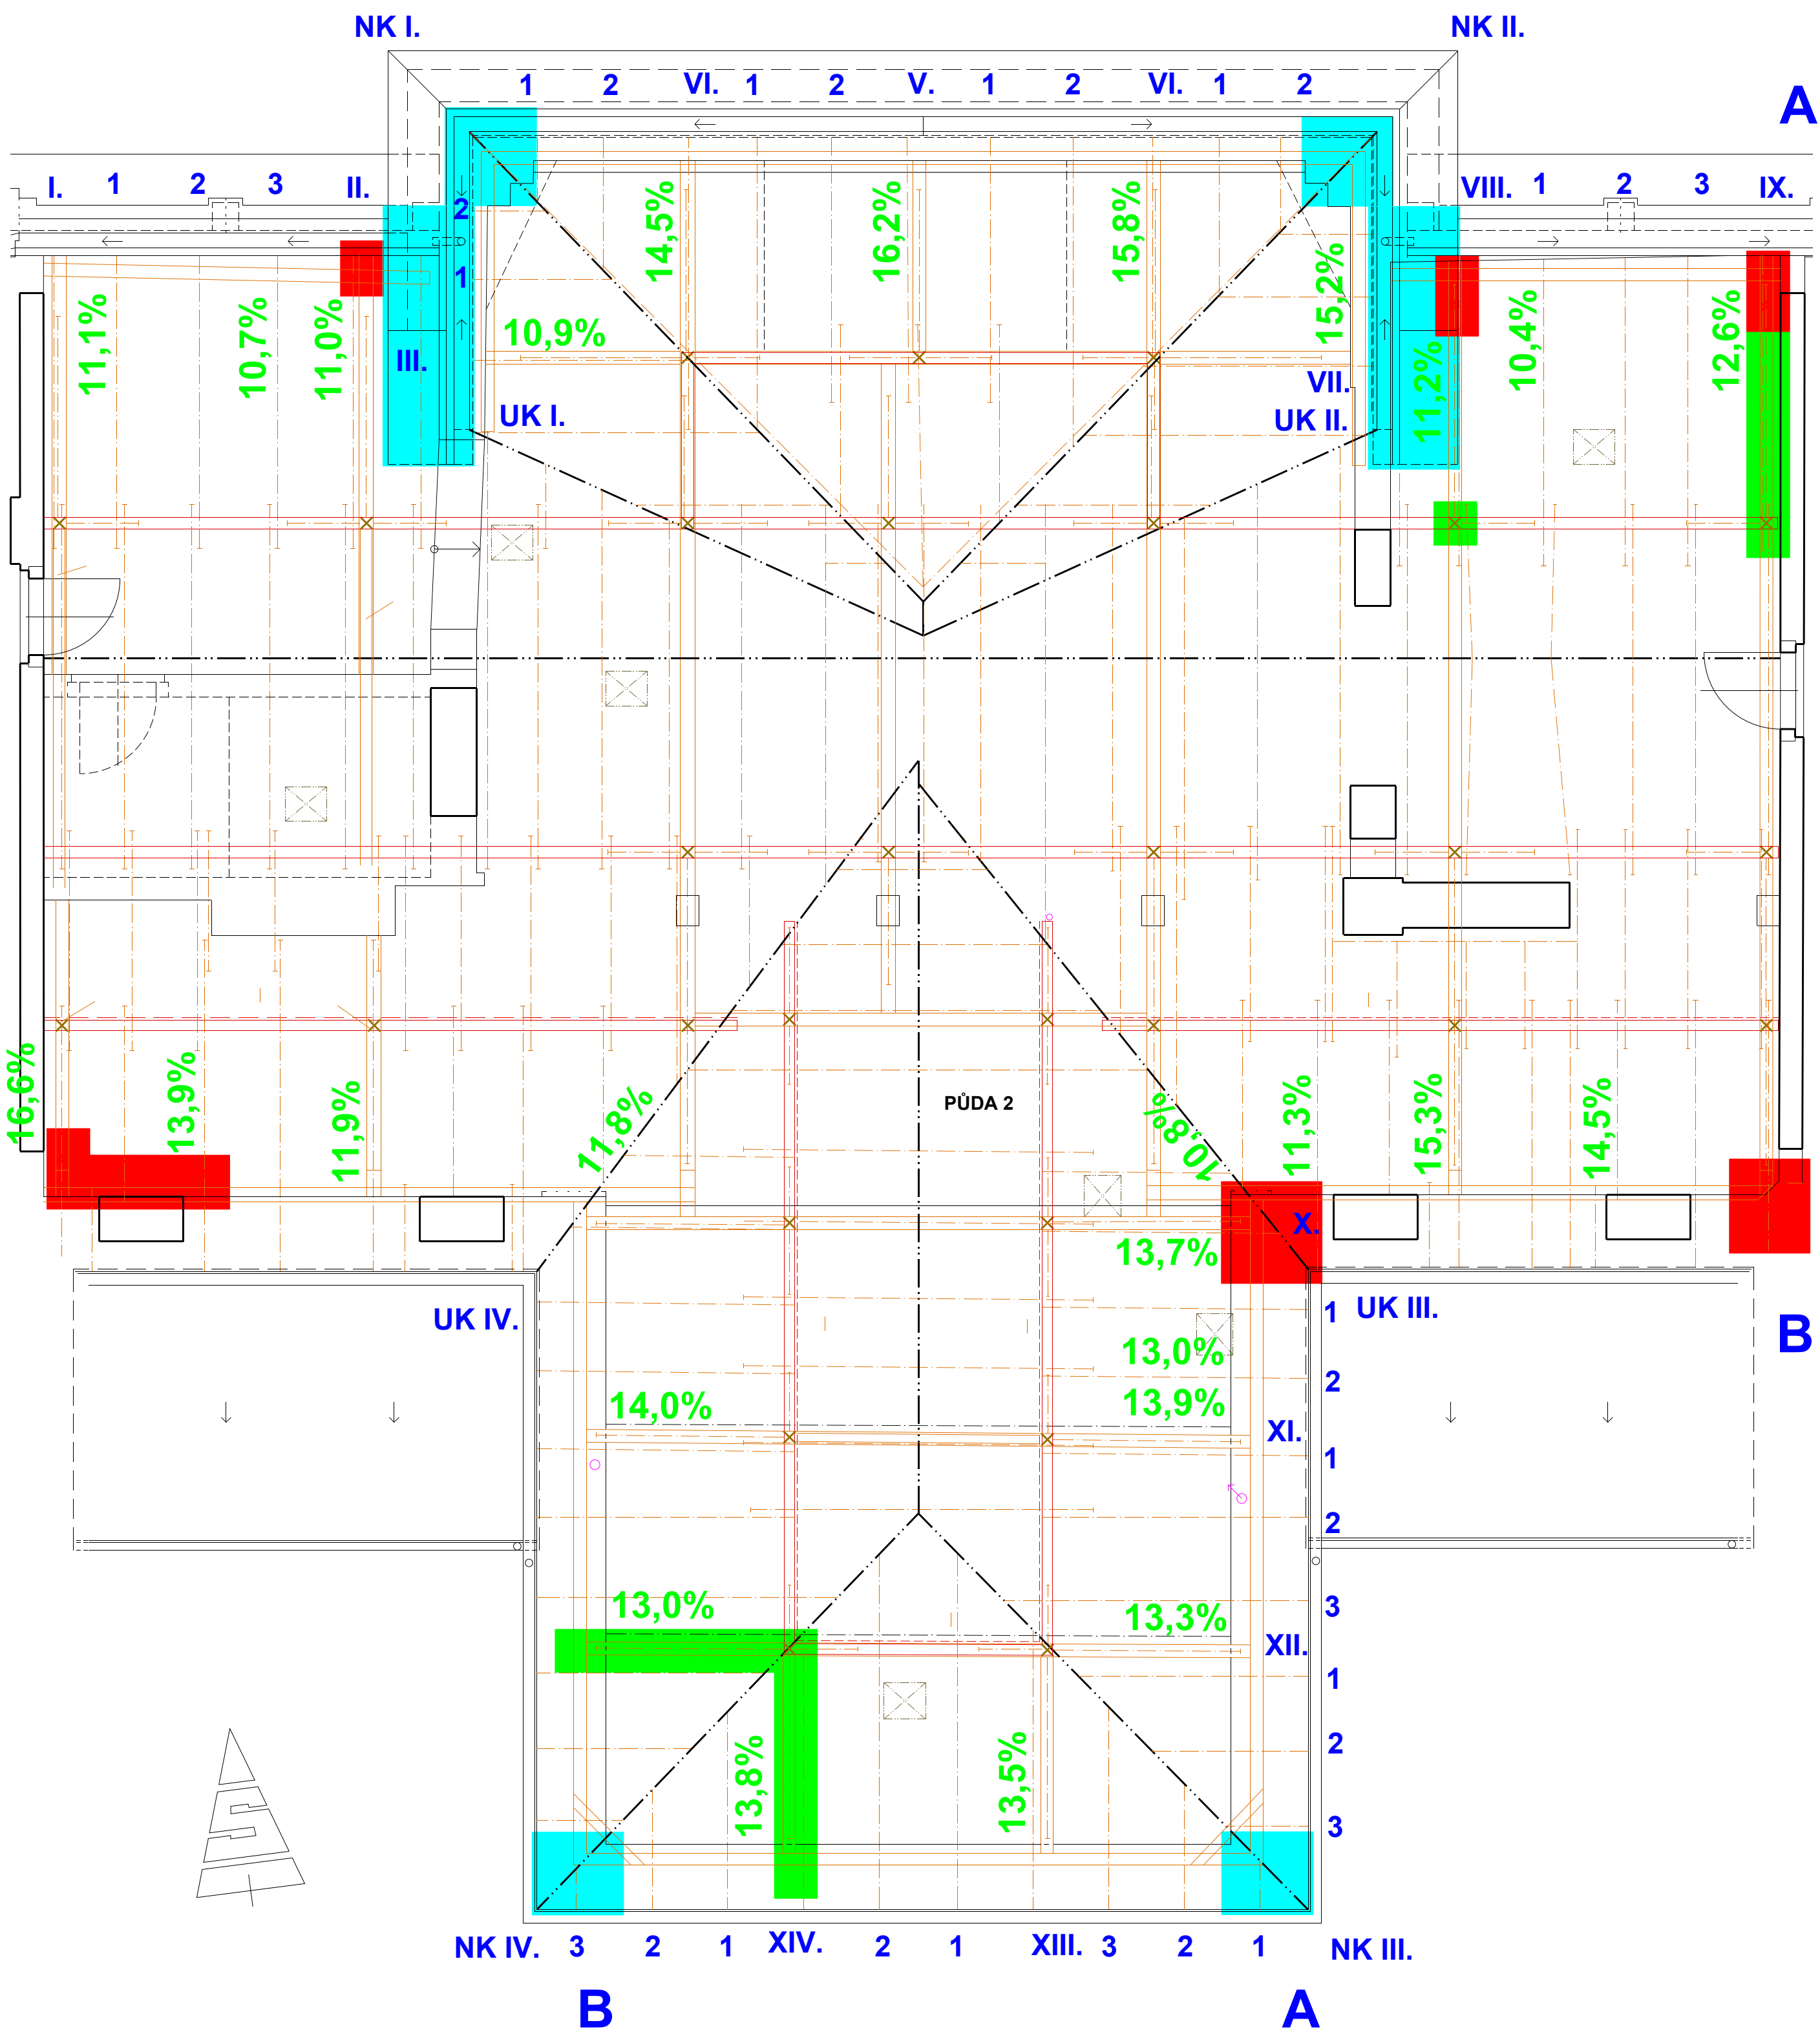 NK I.
NK II.
1 2 VI. 1 2 V. 1 2 VI. 1 2
A
I. 1 2 3 II.
VIII. 1 2 3 IX.
2
1
III.
14,5%
16,2%
15,8%
15,2%
11,1%
10,7%
11,0%
10,9%
11,2%
10,4%
12,6%
VII.
UK I.
UK II.
16,6%
13,9%
11,9%
11,8%
PŮDA 2
10,8%
11,3%
15,3%
14,5%
X.
13,7%
UK IV.
1
UK III.
B
13,0%
2
14,0%
13,9%
XI.
1
2
13,0%
13,3%
3
XII.
1
13,8%
13,5%
2
3
S
NK IV. 3 2 1 XIV. 2 1 XIII. 3 2 1 NK III.
B
A